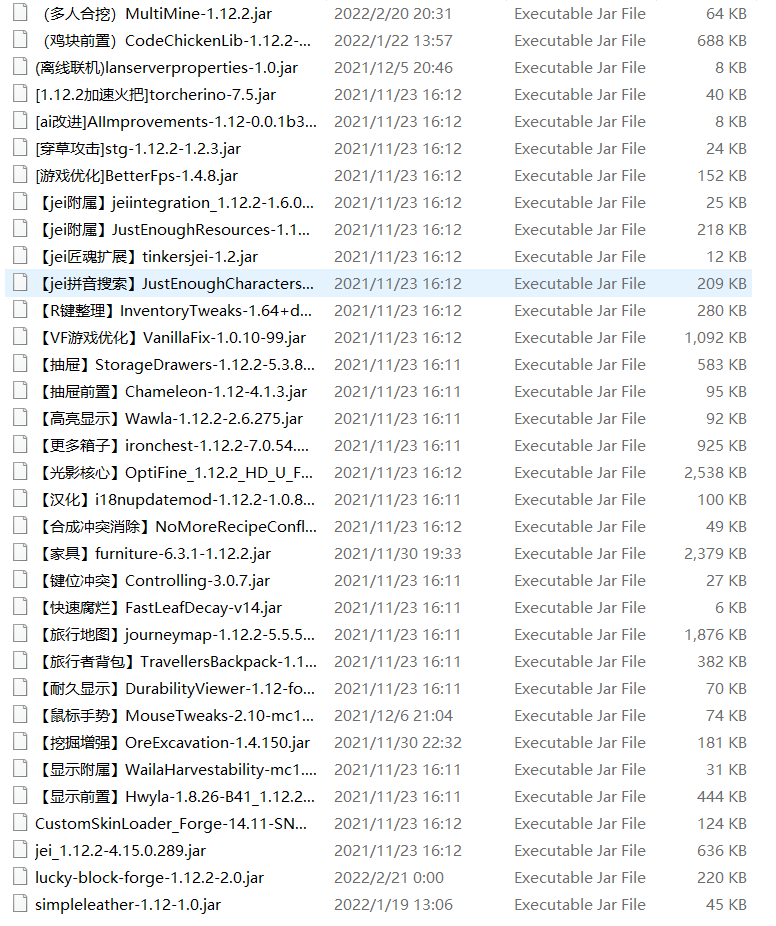 （多人合挖）MultiMine-1.12.2.jar 2022/2/20 20:31 Executable Jar File 64 KB
（鸡块前置）CodeChickenLib-1.12.2-... 2022/1/22 13:57 Executable Jar File 688 KB
(离线联机)lanserverproperties-1.0.jar 2021/12/5 20:46 Executable Jar File 8 KB
[1.12.2加速火把]torcherino-7.5.jar 2021/11/23 16:12 Executable Jar File 40 KB
[ai改进]AIImprovements-1.12-0.0.1b3... 2021/11/23 16:12 Executable Jar File 8 KB
[穿草攻击]stg-1.12.2-1.2.3.jar 2021/11/23 16:12 Executable Jar File 24 KB
[游戏优化]BetterFps-1.4.8.jar 2021/11/23 16:12 Executable Jar File 152 KB
【jei附属】jeiintegration_1.12.2-1.6.0... 2021/11/23 16:12 Executable Jar File 25 KB
【jei附属】JustEnoughResources-1.1... 2021/11/23 16:12 Executable Jar File 218 KB
【jei匠魂扩展】tinkersjei-1.2.jar 2021/11/23 16:12 Executable Jar File 12 KB
【jei拼音搜索】JustEnoughCharacters... 2021/11/23 16:12 Executable Jar File 209 KB
【R键整理】InventoryTweaks-1.64+d... 2021/11/23 16:12 Executable Jar File 280 KB
【VF游戏优化】VanillaFix-1.0.10-99.jar 2021/11/23 16:12 Executable Jar File 1,092 KB
【抽屉】StorageDrawers-1.12.2-5.3.8... 2021/11/23 16:11 Executable Jar File 583 KB
【抽屉前置】Chameleon-1.12-4.1.3.jar 2021/11/23 16:11 Executable Jar File 95 KB
【高亮显示】Wawla-1.12.2-2.6.275.jar 2021/11/23 16:11 Executable Jar File 92 KB
【更多箱子】ironchest-1.12.2-7.0.54.... 2021/11/23 16:11 Executable Jar File 925 KB
【光影核心】OptiFine_1.12.2_HD_U_F... 2021/11/23 16:12 Executable Jar File 2,538 KB
【汉化】i18nupdatemod-1.12.2-1.0.8... 2021/11/23 16:11 Executable Jar File 100 KB
【合成冲突消除】NoMoreRecipeConfl... 2021/11/23 16:12 Executable Jar File 49 KB
【家具】furniture-6.3.1-1.12.2.jar 2021/11/30 19:33 Executable Jar File 2,379 KB
【键位冲突】Controlling-3.0.7.jar 2021/11/23 16:11 Executable Jar File 27 KB
【快速腐烂】FastLeafDecay-v14.jar 2021/11/23 16:11 Executable Jar File 6 KB
【旅行地图】journeymap-1.12.2-5.5.5... 2021/11/23 16:11 Executable Jar File 1,876 KB
【旅行者背包】TravellersBackpack-1.1... 2021/11/23 16:11 Executable Jar File 382 KB
【耐久显示】DurabilityViewer-1.12-fo... 2021/11/23 16:11 Executable Jar File 70 KB
【鼠标手势】MouseTweaks-2.10-mc1... 2021/12/6 21:04 Executable Jar File 74 KB
【挖掘增强】OreExcavation-1.4.150.jar 2021/11/30 22:32 Executable Jar File 181 KB
【显示附属】WailaHarvestability-mc1.... 2021/11/23 16:11 Executable Jar File 31 KB
【显示前置】Hwyla-1.8.26-B41_1.12.2... 2021/11/23 16:11 Executable Jar File 444 KB
CustomSkinLoader_Forge-14.11-SN... 2021/11/23 16:12 Executable Jar File 124 KB
jei_1.12.2-4.15.0.289.jar 2021/11/23 16:12 Executable Jar File 636 KB
lucky-block-forge-1.12.2-2.0.jar 2022/2/21 0:00 Executable Jar File 220 KB
simpleleather-1.12-1.0.jar 2022/1/19 13:06 Executable Jar File 45 KB